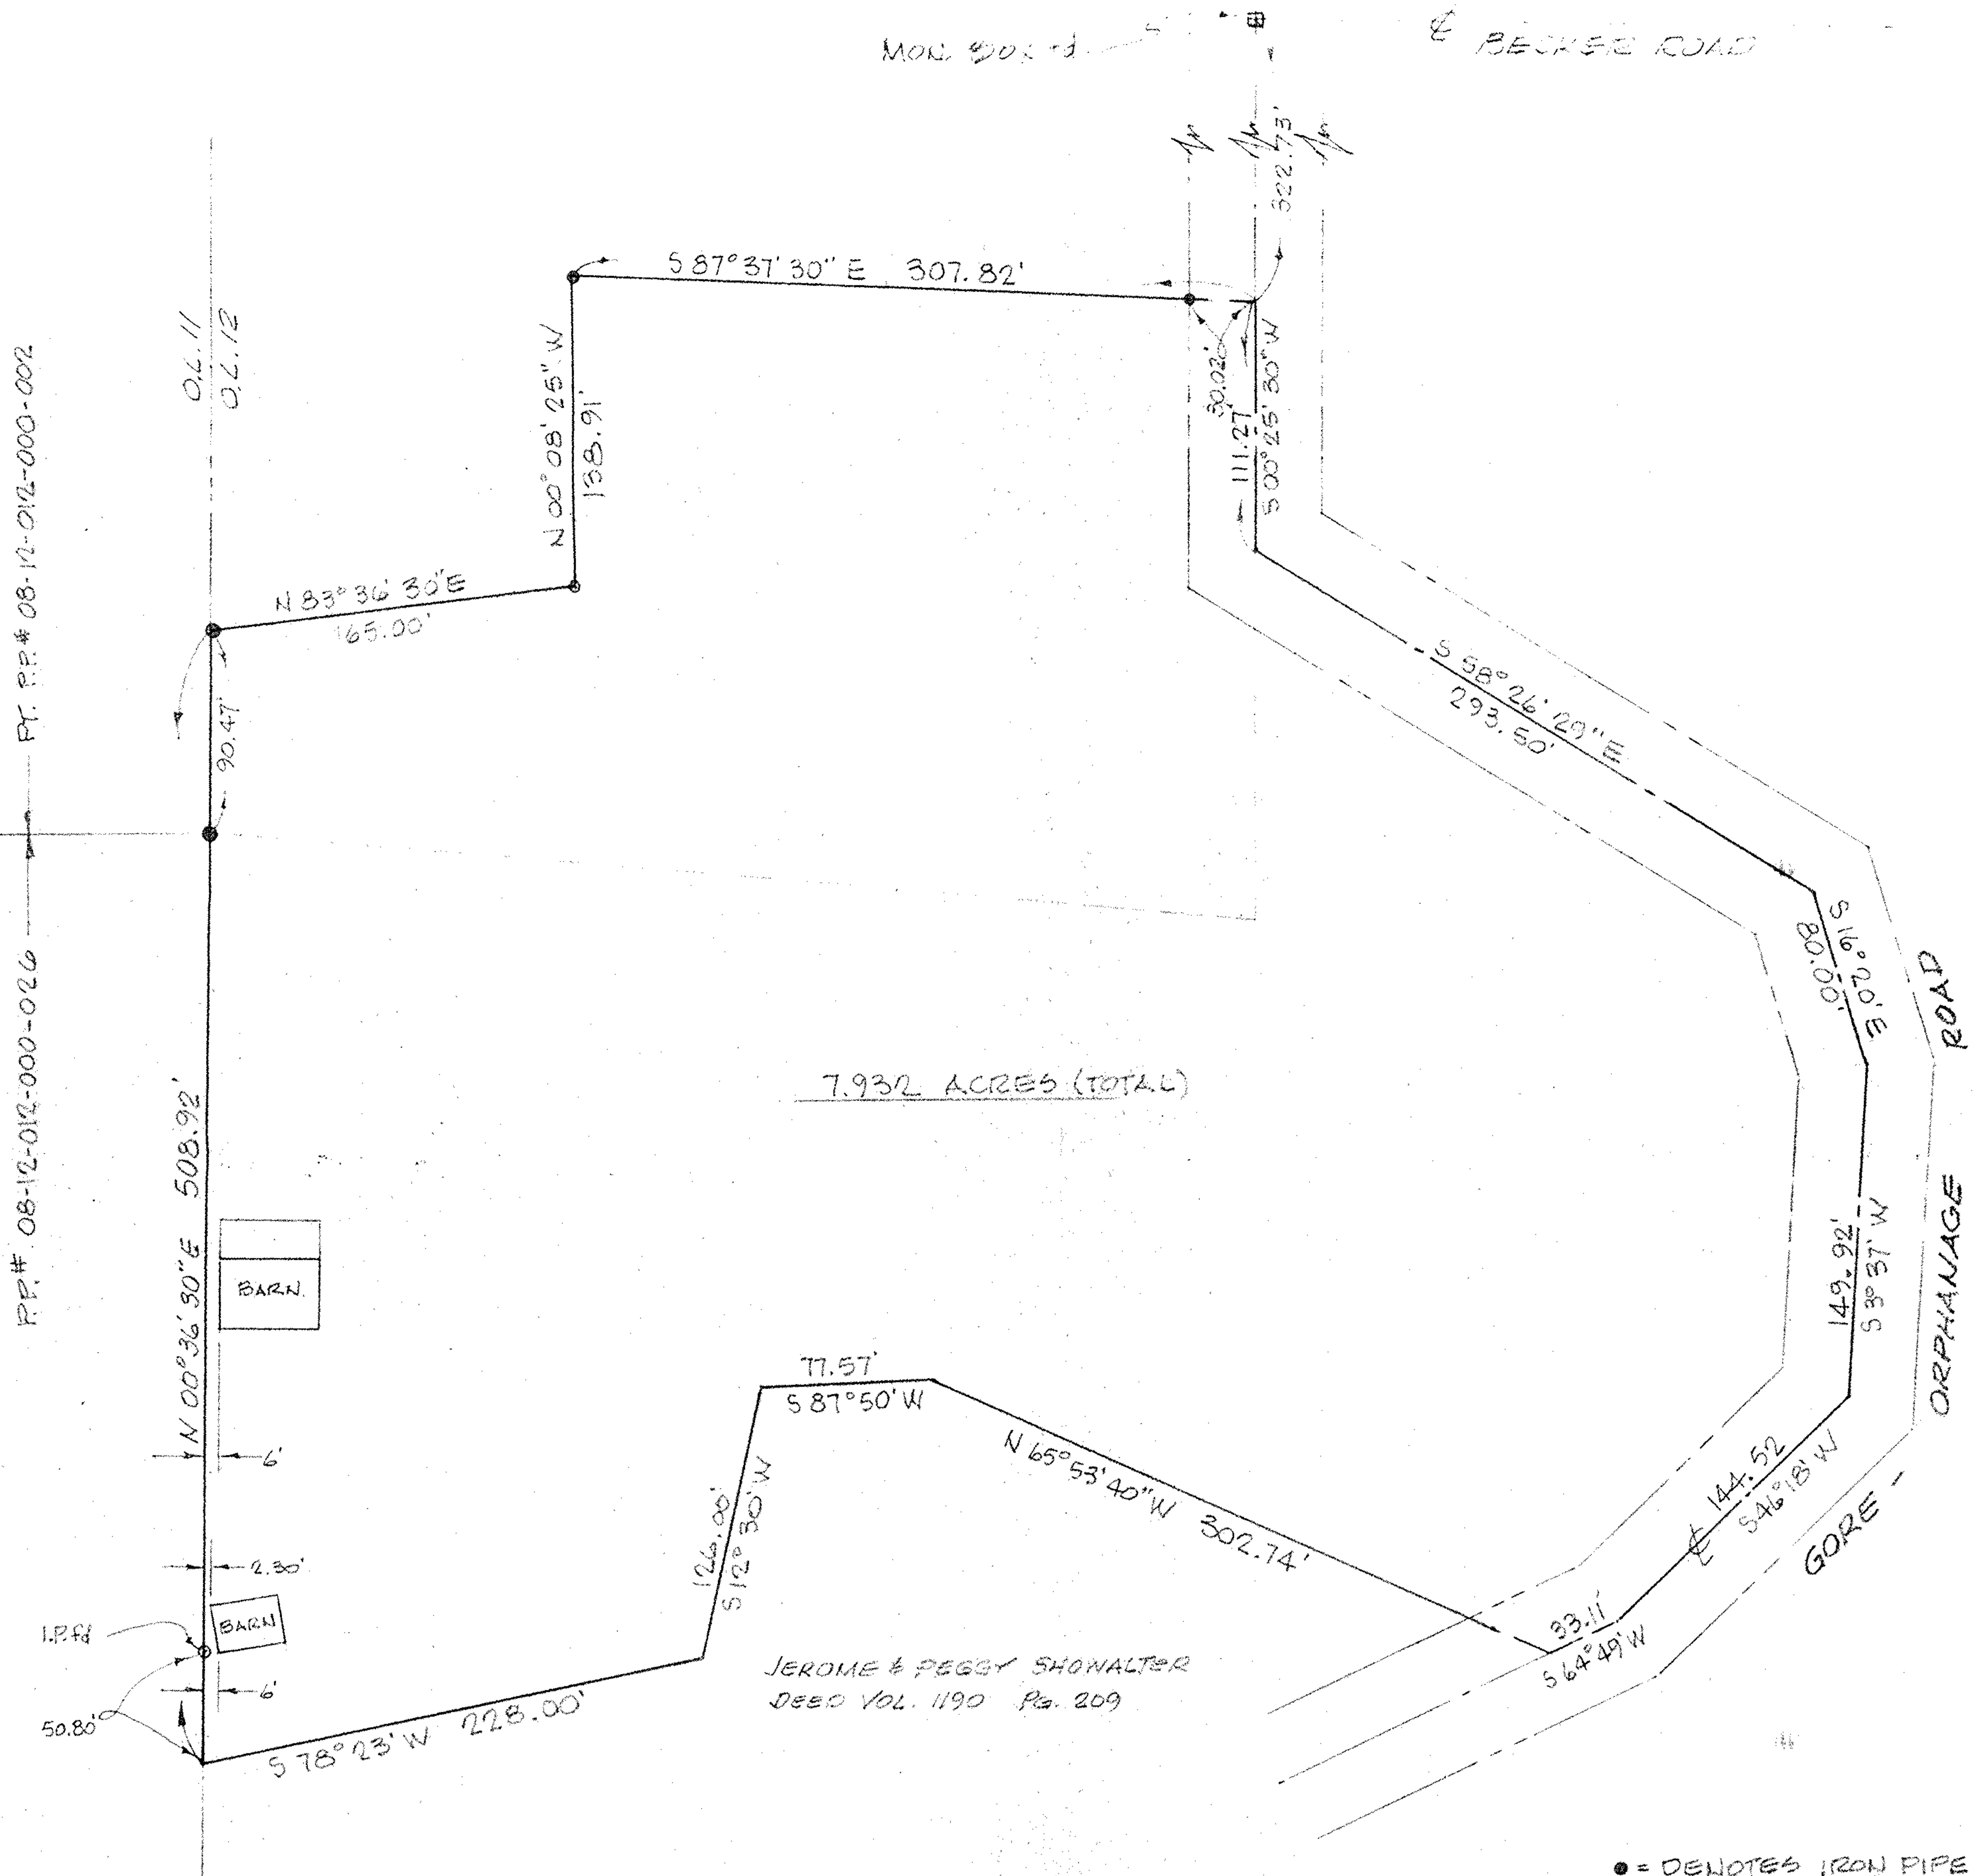 MON. BOX fd.
℄ BECKER ROAD
322.73'
S 87°37'30" E 307.82'
O.L. 11
O.L. 12
N 00°08'25" W
138.91'
30.02'
111.27'
S 00°25'30" W
N 83°36'30" E
165.00'
90.47'
PT. P.P.# 08-12-012-000-002
P.P.# 08-12-012-000-026
S 58°26'29" E
293.50'
S 16°20' E
80.00'
7.932 ACRES (TOTAL)
N 00°36'30" E 508.92'
BARN.
149.92'
S 3°37' W
GORE - ORPHANAGE ROAD
77.57'
S 87°50' W
N 65°53'40" W 302.74'
6'
126.00'
S 12°30' W
144.52
S 46°18' W
℄
2.30'
I.P. fd
BARN
6'
50.80'
33.11'
S 64°49' W
JEROME & PEGGY SHOWALTER
DEED VOL. 1190 PG. 209
S 78°23' W 228.00'
● = DENOTES IRON PIPE